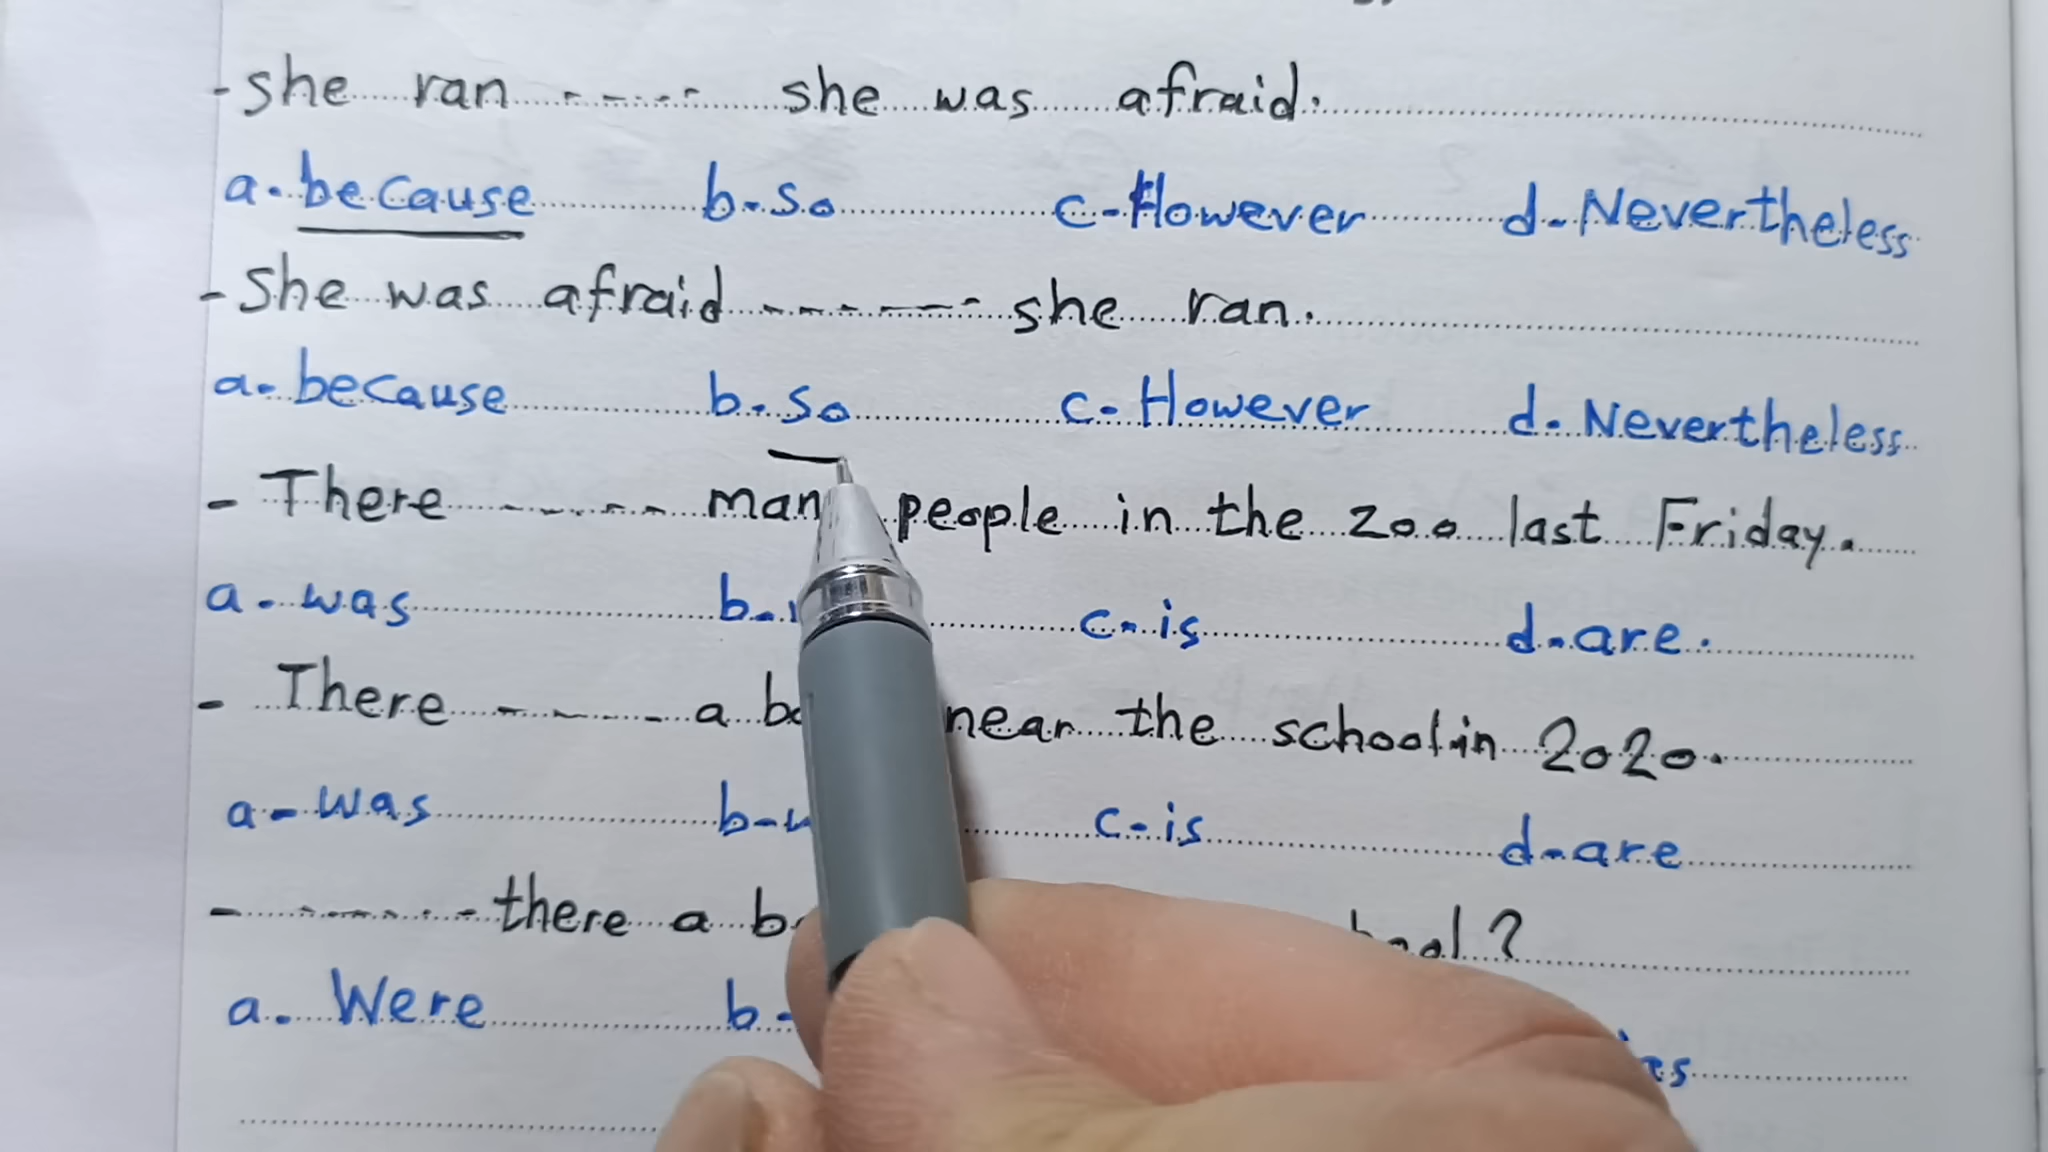 -she ran ----- she was afraid.
a. because b. so c- However d- Nevertheless
- She was afraid ------- she ran.
a. because b. so c. However d. Nevertheless
- There ------ people in the zoo last Friday.
a - was b- c- is d- are.
- There ------ a near the school in 2020.
a - was b- c- is d- are
- ------- there a ?
a. Were b-